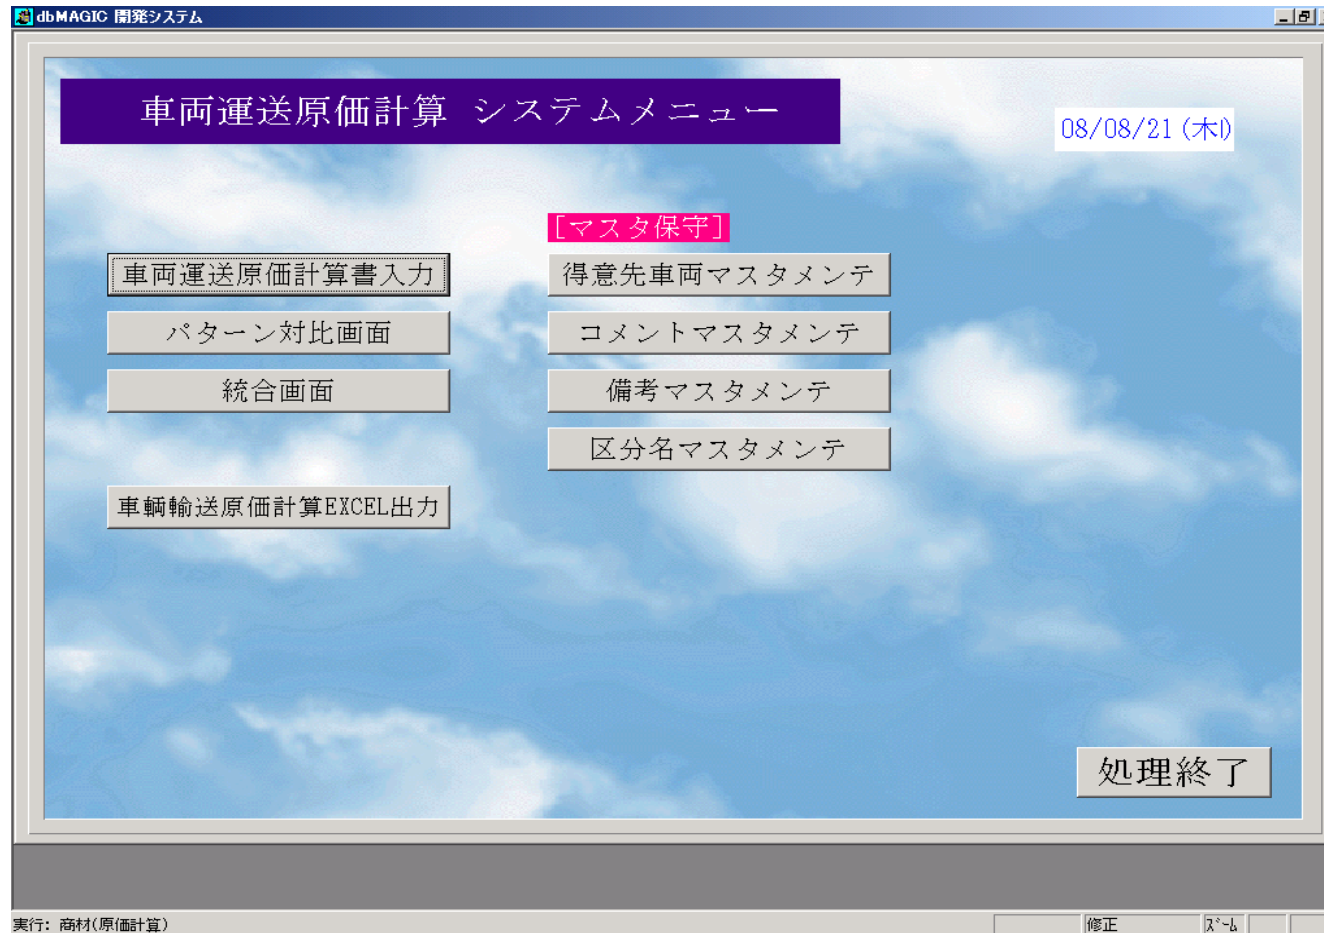 dbMAGIC 開発システム
車両運送原価計算 システムメニュー
08/08/21 (木)
[マスタ保守]
車両運送原価計算書入力
得意先車両マスタメンテ
パターン対比画面
コメントマスタメンテ
統合画面
備考マスタメンテ
区分名マスタメンテ
車輌輸送原価計算EXCEL出力
処理終了
実行: 商材(原価計算)
修正
ズーム